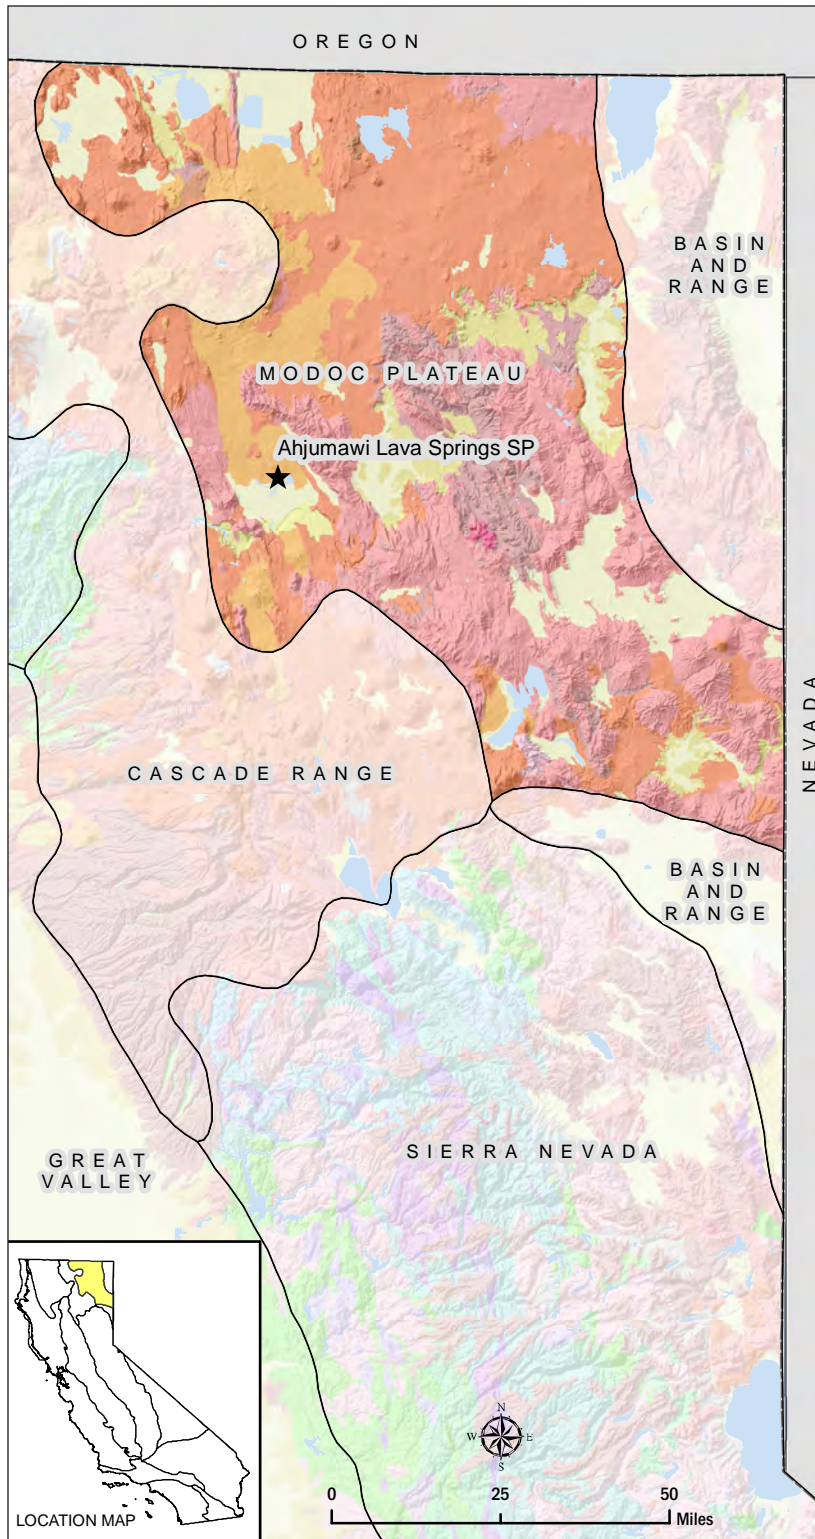 OREGON
BASIN
AND
RANGE
MODOC PLATEAU
Ahjumawi Lava Springs SP
NEVADA
CASCADE RANGE
BASIN
AND
RANGE
SIERRA NEVADA
GREAT
VALLEY
N
W E
S
0 25 50
Miles
LOCATION MAP